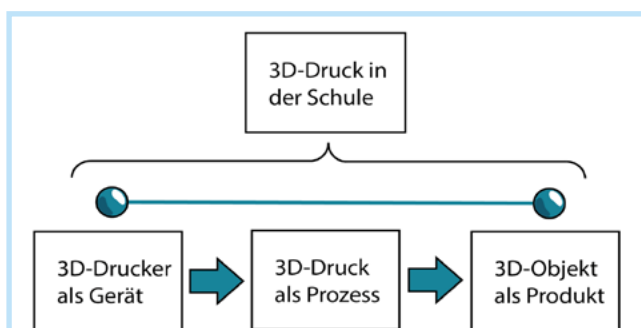 3D-Druck in
der Schule
3D-Drucker
als Gerät
3D-Druck
als Prozess
3D-Objekt
als Produkt